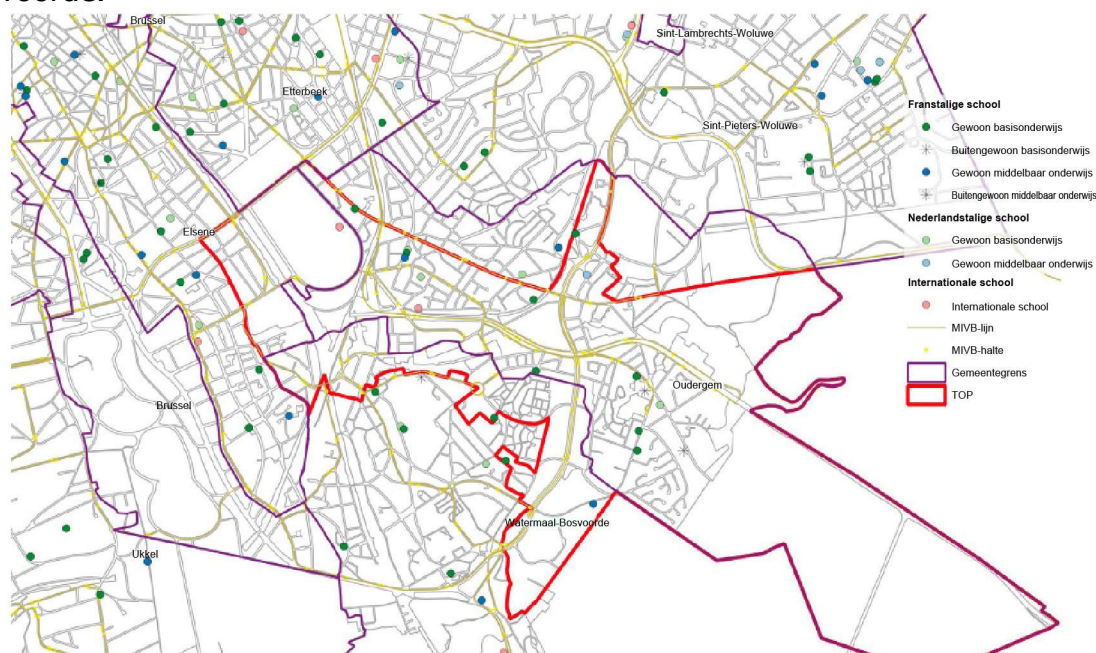 Brussel
Sint-Lambrechts-Woluwe
Etterbeek
Sint-Pieters-Woluwe
Elsene
Brussel
Oudergem
Watermaal-Bosvoorde
Ukkel
Franstalige school
Gewoon basisonderwijs
Buitengewoon basisonderwijs
Gewoon middelbaar onderwijs
Buitengewoon middelbaar onderwijs
Nederlandstalige school
Gewoon basisonderwijs
Gewoon middelbaar onderwijs
Internationale school
Internationale school
MIVB-lijn
MIVB-halte
Gemeentegrens
TOP